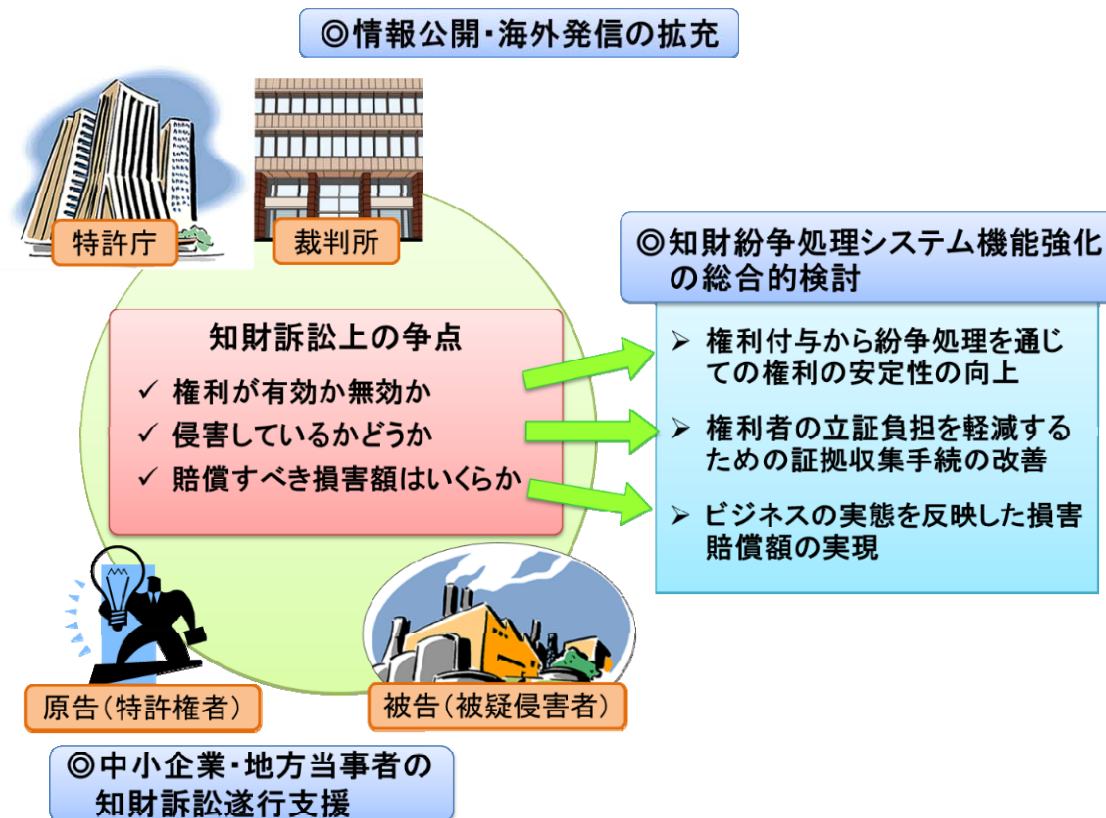 ◎情報公開・海外発信の拡充
特許庁
裁判所
知財訴訟上の争点
✓ 権利が有効か無効か
✓ 侵害しているかどうか
✓ 賠償すべき損害額はいくらか
◎知財紛争処理システム機能強化
の総合的検討
➢ 権利付与から紛争処理を通じ
ての権利の安定性の向上
➢ 権利者の立証負担を軽減する
ための証拠収集手続の改善
➢ ビジネスの実態を反映した損害
賠償額の実現
原告(特許権者)
被告(被疑侵害者)
◎中小企業・地方当事者の
知財訴訟遂行支援